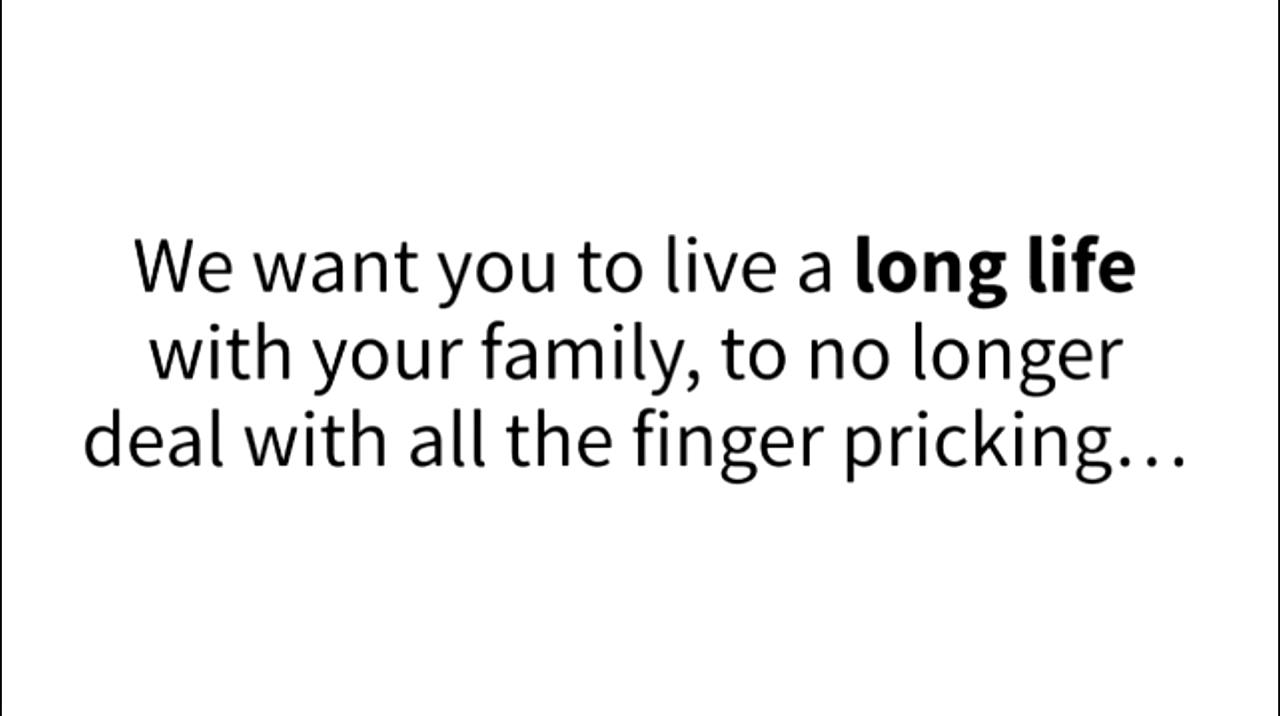 We want you to live a long life
with your family, to no longer
deal with all the finger pricking…